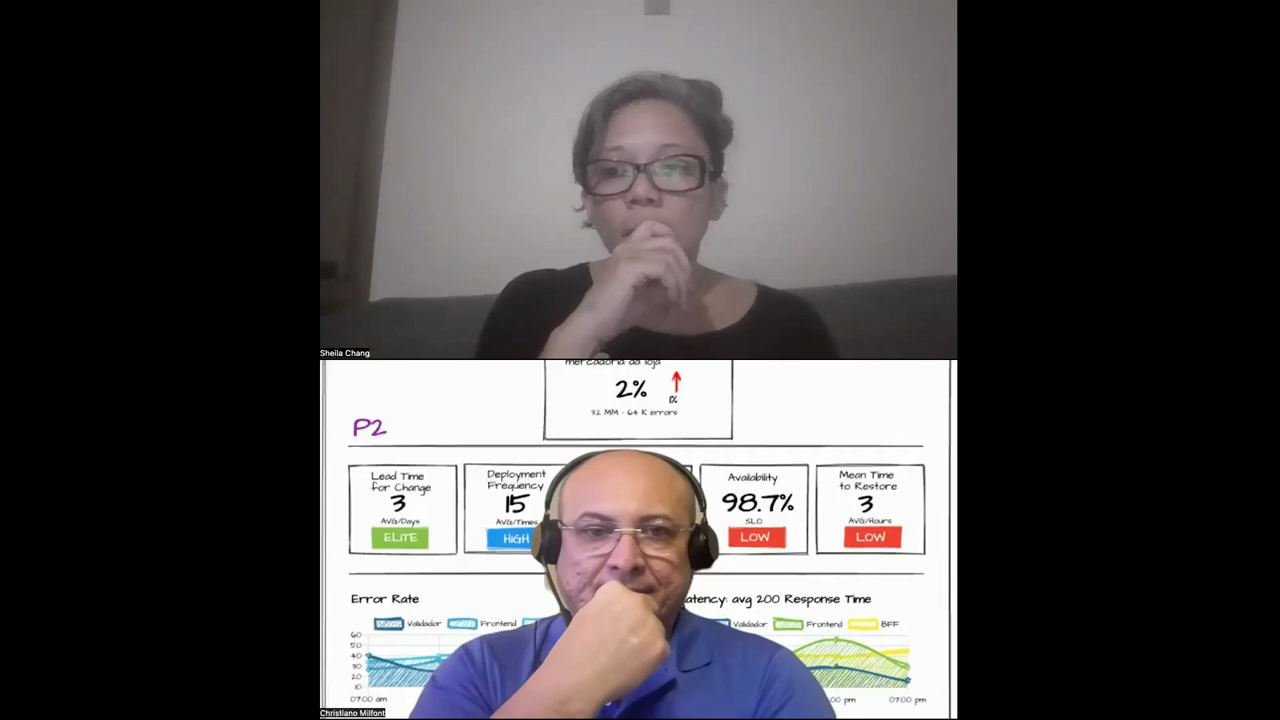 Sheila Chang
mercadoria da loja
2%
1%
32 MM - 64 K errors
P2
Lead Time
for Change
3
AVG/Days
ELITE
Deployment
Frequency
15
AVG/Times
HIGH
Availability
98.7%
SLO
LOW
Mean Time
to Restore
3
AVG/Hours
LOW
Error Rate
Validador
Frontend
60
50
40
30
20
10
07:00 am
atency: avg 200 Response Time
Validador
Frontend
BFF
00 pm
07:00 pm
Christiano Milfont